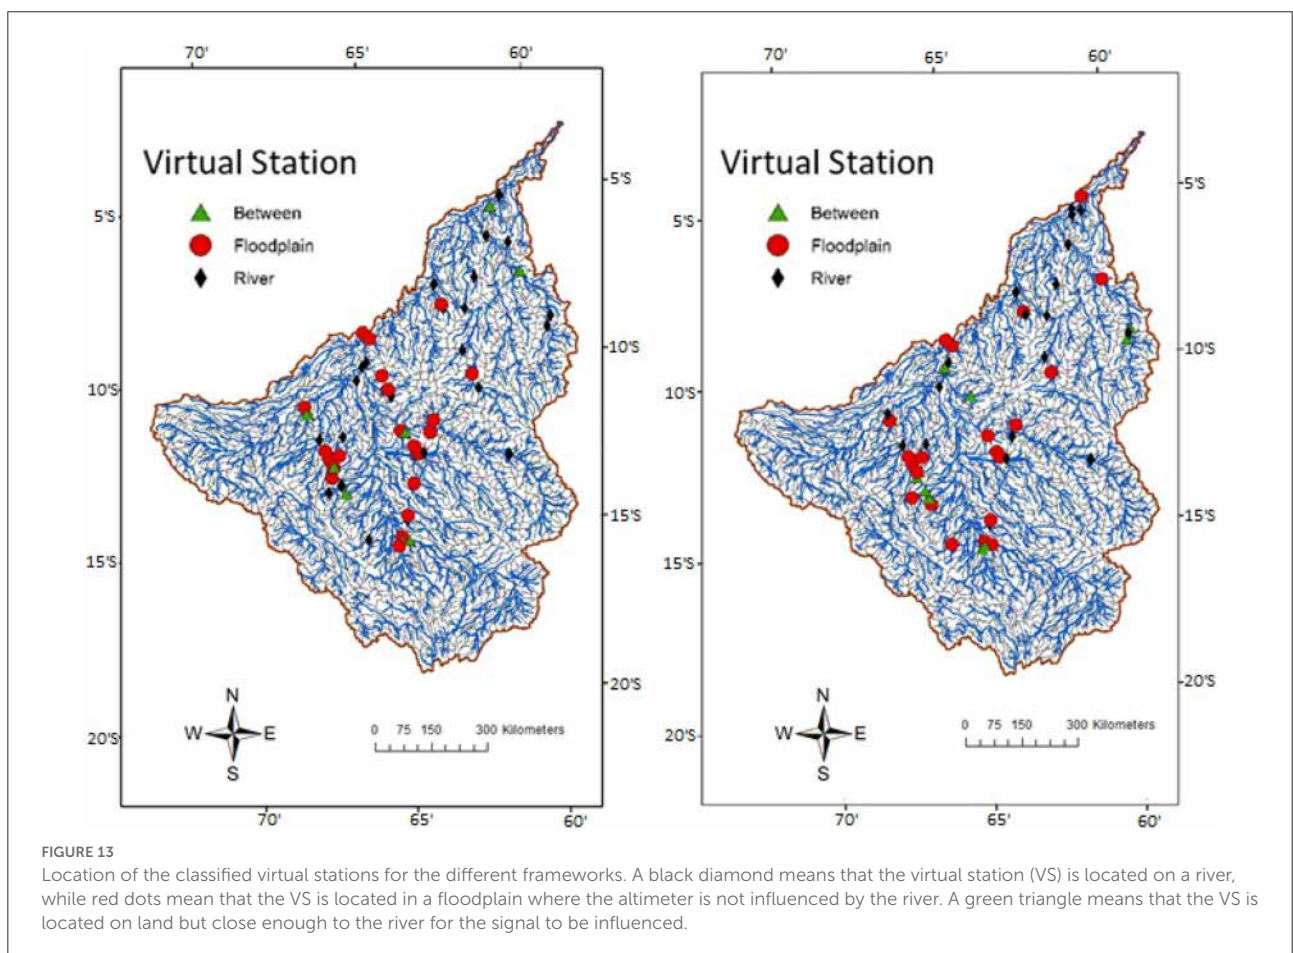 70'
65'
60'
Virtual Station
Between
Floodplain
River
5'S
10'S
15'S
20'S
5'S
10'S
15'S
20'S
N
W
E
S
0 75 150 300 Kilometers
70'
65'
60'
70'
65'
60'
Virtual Station
Between
Floodplain
River
5'S
10'S
15'S
20'S
5'S
10'S
15'S
20'S
N
W
E
S
0 75 150 300 Kilometers
70'
65'
60'
FIGURE 13
Location of the classified virtual stations for the different frameworks. A black diamond means that the virtual station (VS) is located on a river,
while red dots mean that the VS is located in a floodplain where the altimeter is not influenced by the river. A green triangle means that the VS is
located on land but close enough to the river for the signal to be influenced.